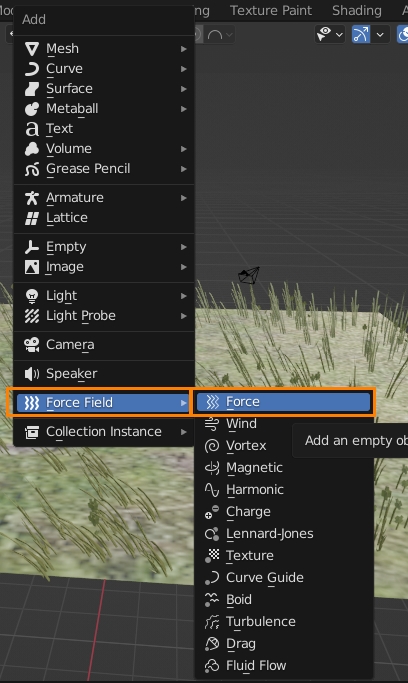 Texture Paint
Shading
Add
Mesh
Curve
Surface
Metaball
Text
Volume
Grease Pencil
Armature
Lattice
Empty
Image
Light
Light Probe
Camera
Speaker
Force Field
Collection Instance
Force
Wind
Vortex
Magnetic
Harmonic
Charge
Lennard-Jones
Texture
Curve Guide
Boid
Turbulence
Drag
Fluid Flow
Add an empty ob